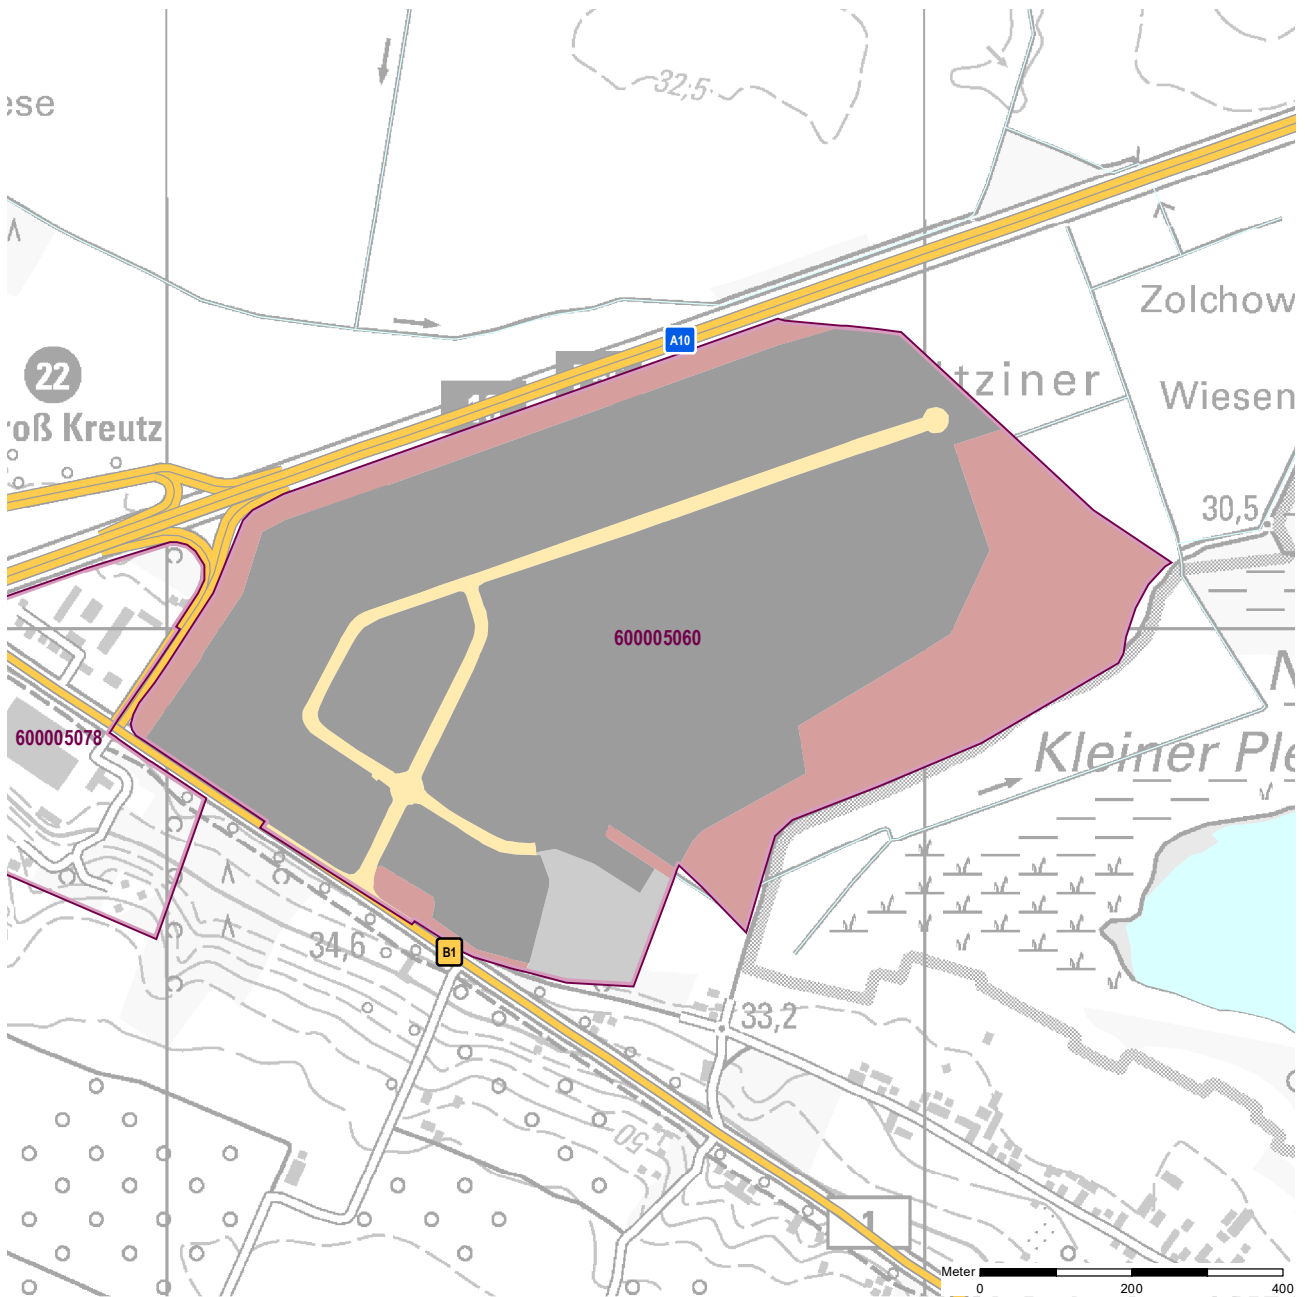 32,5
ese
Zolchow
A10
22
tziner
Wiesen
roß Kreutz
30,5
600005060
600005078
Kleiner Ple
34,6
B1
33,2
50
1
Meter
0 200 400